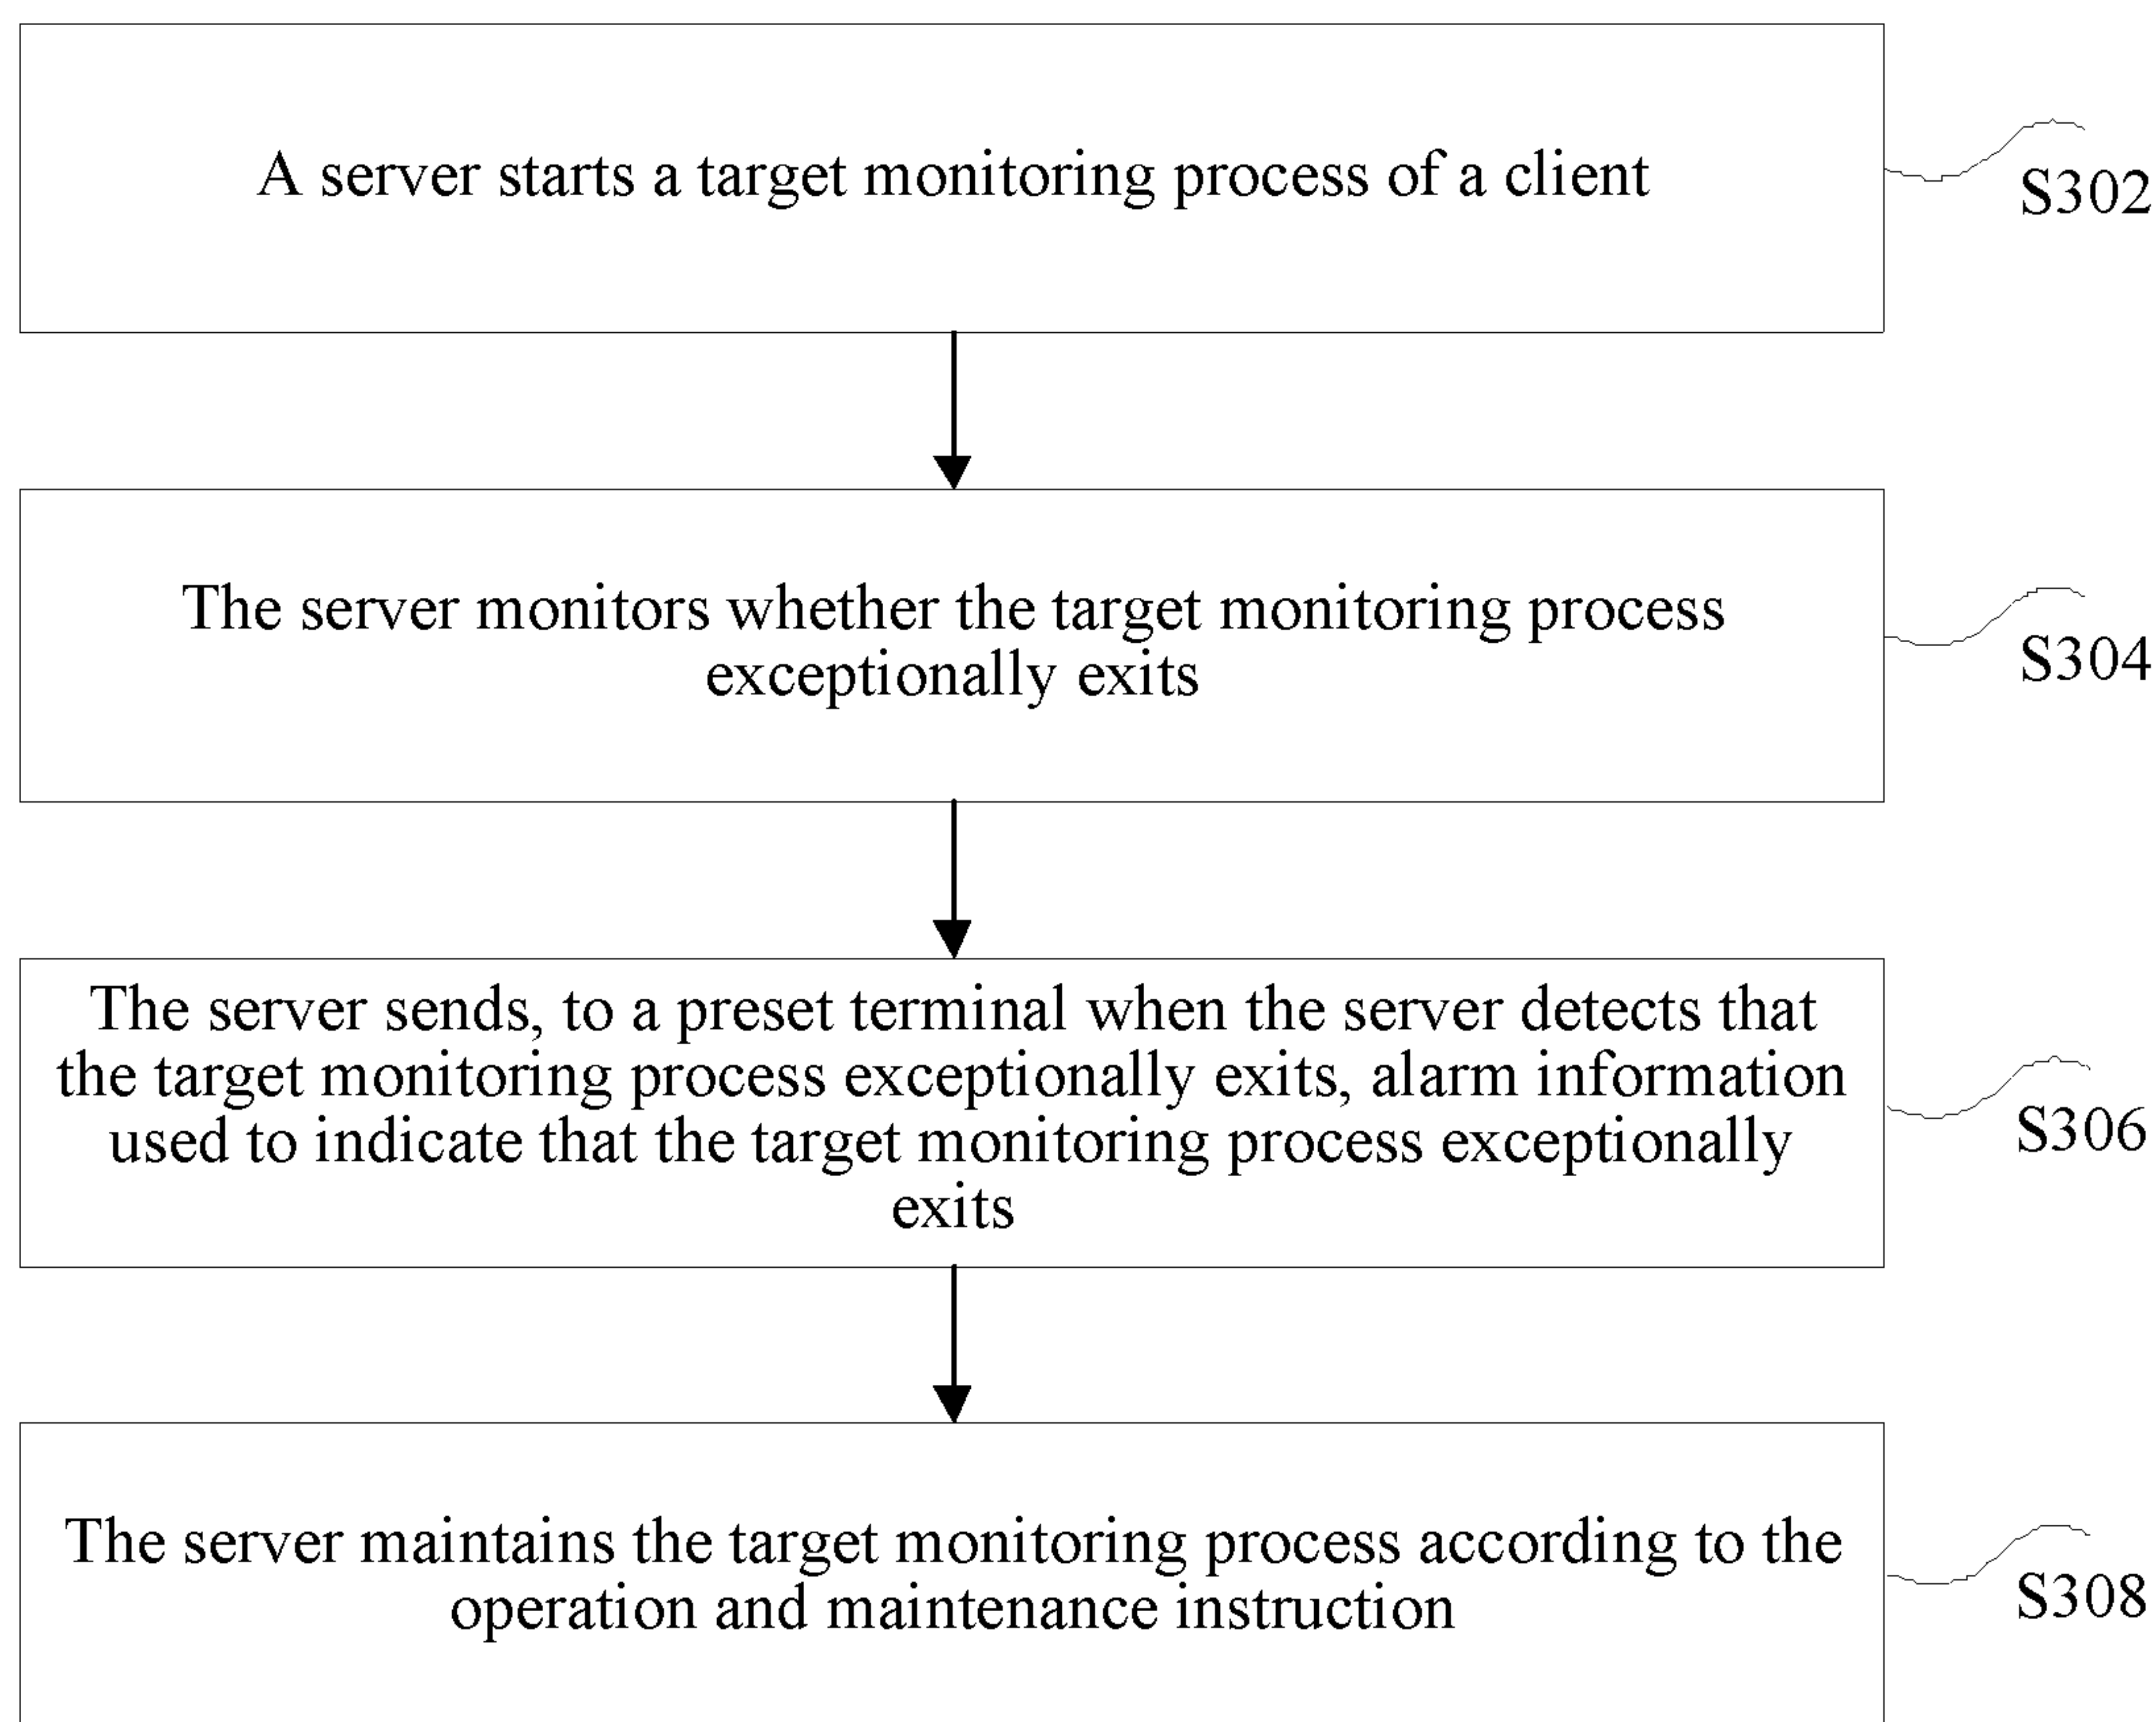 A server starts a target monitoring process of a client
S302
The server monitors whether the target monitoring process
exceptionally exits
S304
The server sends, to a preset terminal when the server detects that
the target monitoring process exceptionally exits, alarm information
used to indicate that the target monitoring process exceptionally
exits
S306
The server maintains the target monitoring process according to the
operation and maintenance instruction
S308